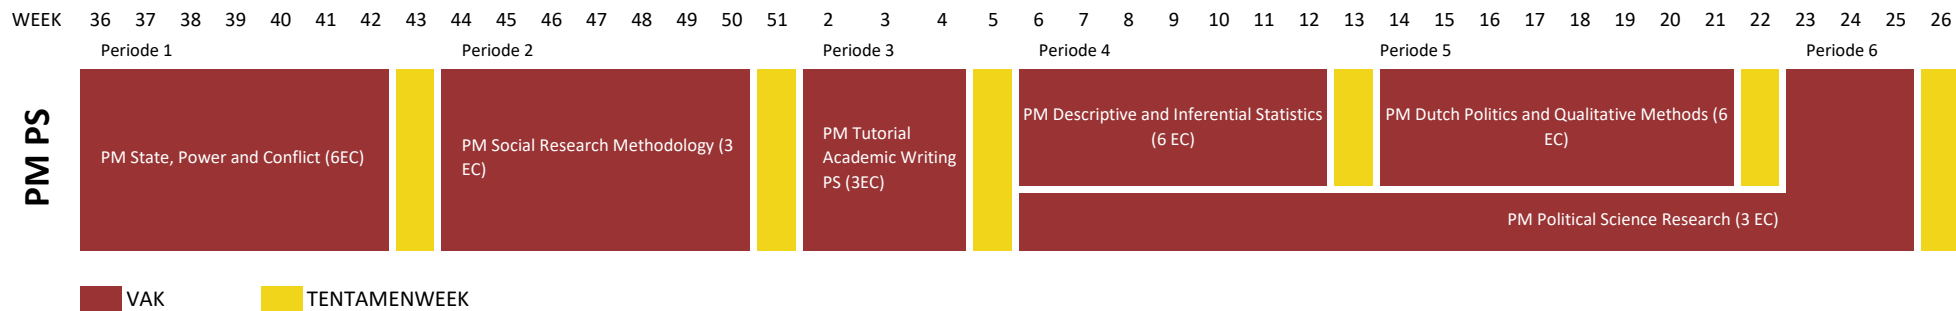 WEEK 36 37 38 39 40 41 42 43 44 45 46 47 48 49 50 51 2 3 4 5 6 7 8 9 10 11 12 13 14 15 16 17 18 19 20 21 22 23 24 25 26
Periode 1 Periode 2 Periode 3 Periode 4 Periode 5 Periode 6
PM PS
PM State, Power and Conflict (6EC)
PM Social Research Methodology (3
EC)
PM Tutorial
Academic Writing
PS (3EC)
PM Descriptive and Inferential Statistics
(6 EC)
PM Dutch Politics and Qualitative Methods (6
EC)
PM Political Science Research (3 EC)
VAK
TENTAMENWEEK